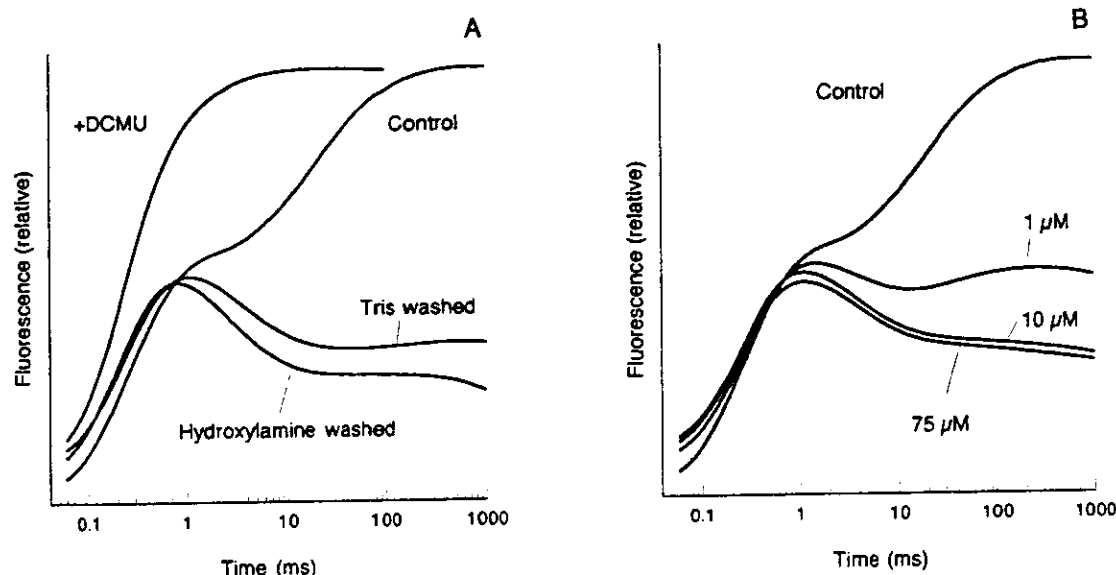 A
+DCMU
Control
Fluorescence (relative)
Tris washed
Hydroxylamine washed
0.1 1 10 100 1000
Time (ms)
B
Control
Fluorescence (relative)
1 µM
10 µM
75 µM
0.1 1 10 100 1000
Time (ms)